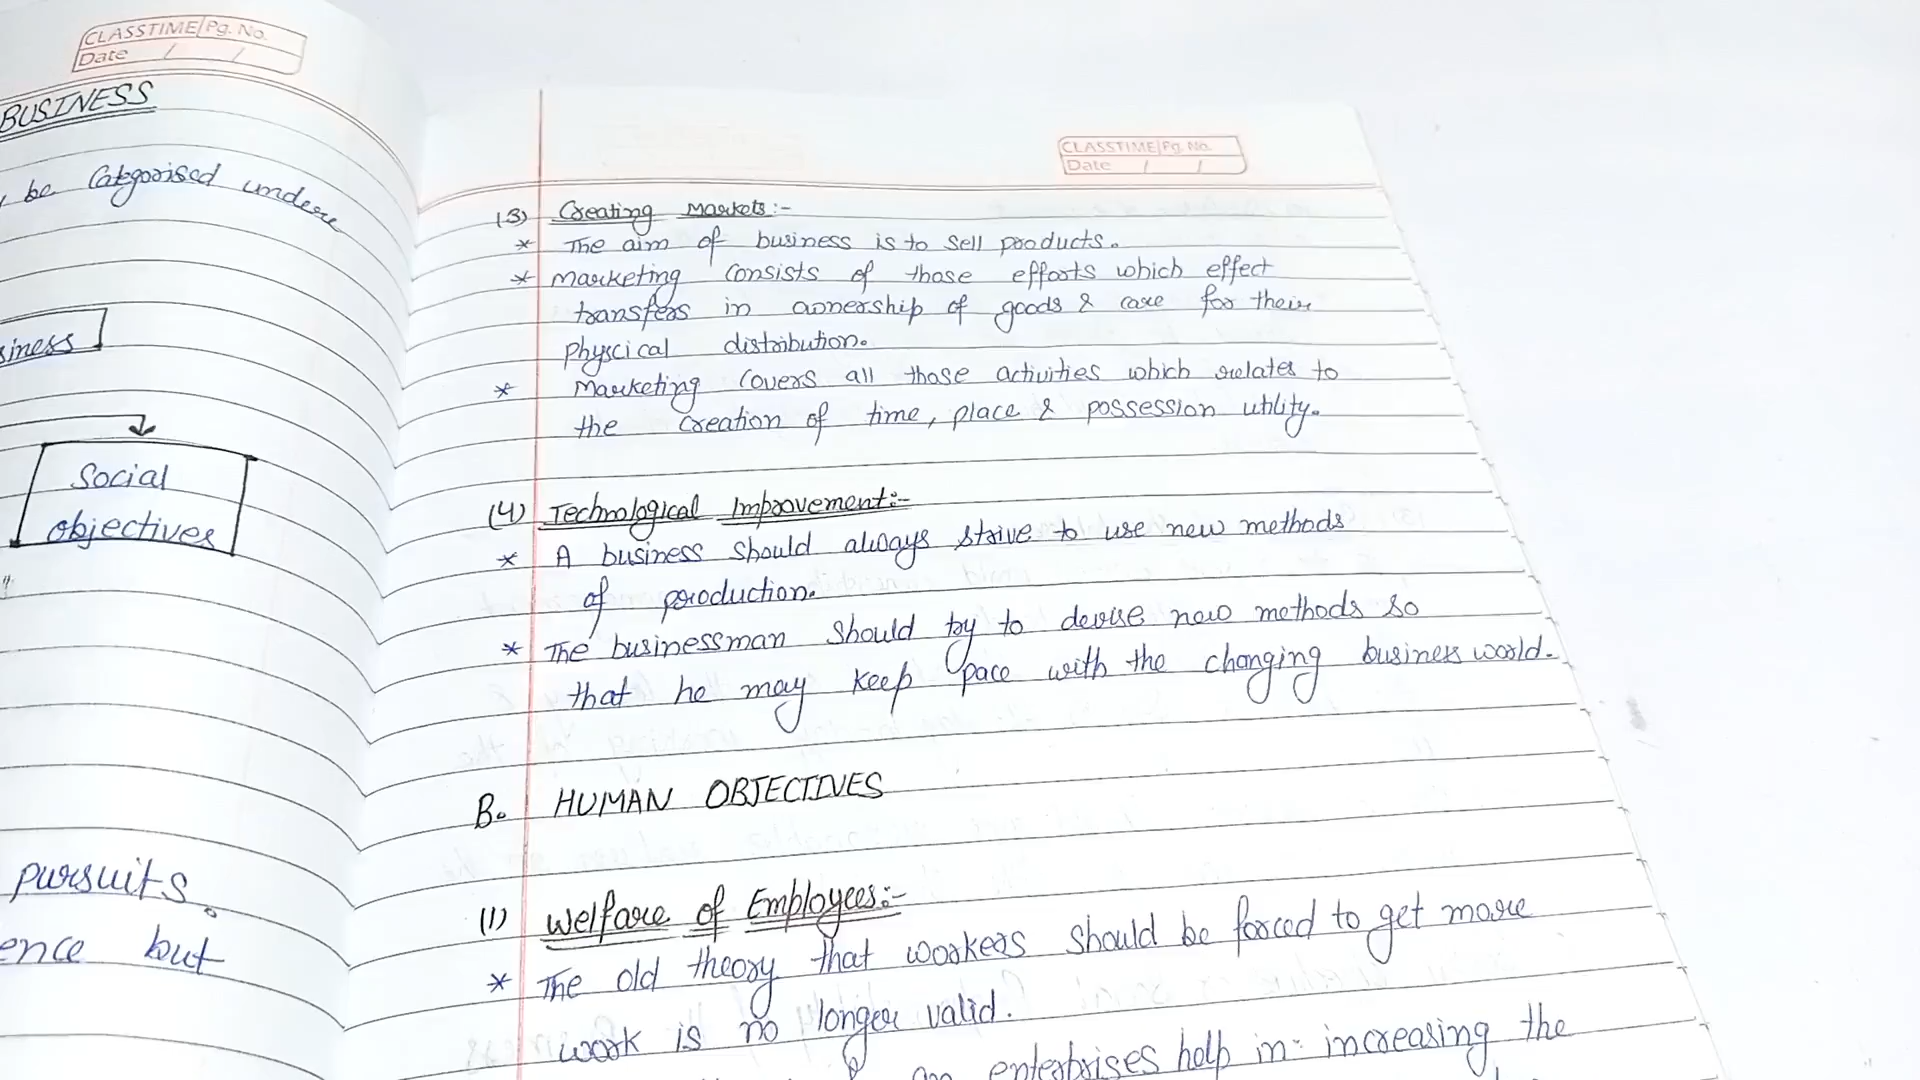 CLASSTIME Pg. No.
Date / /
BUSINESS
be Categorised under
siness
Social
objectives
pursuits.
ence but
CLASSTIME Pg. No.
Date / /
(3) Creating Markets:-
* The aim of business is to sell products.
* Marketing consists of those efforts which effect
transfers in ownership of goods & care for their
physcical distribution.
* Marketing covers all those activities which relates to
the creation of time, place & possession utility.
(4) Technological Improvement:-
* A business should always strive to use new methods
of production.
* The businessman should try to devise new methods so
that he may keep pace with the changing business world.
B. HUMAN OBJECTIVES
(1) Welfare of Employees:-
* The old theory that workers should be forced to get more
work is no longer valid.
enterprises help in increasing the